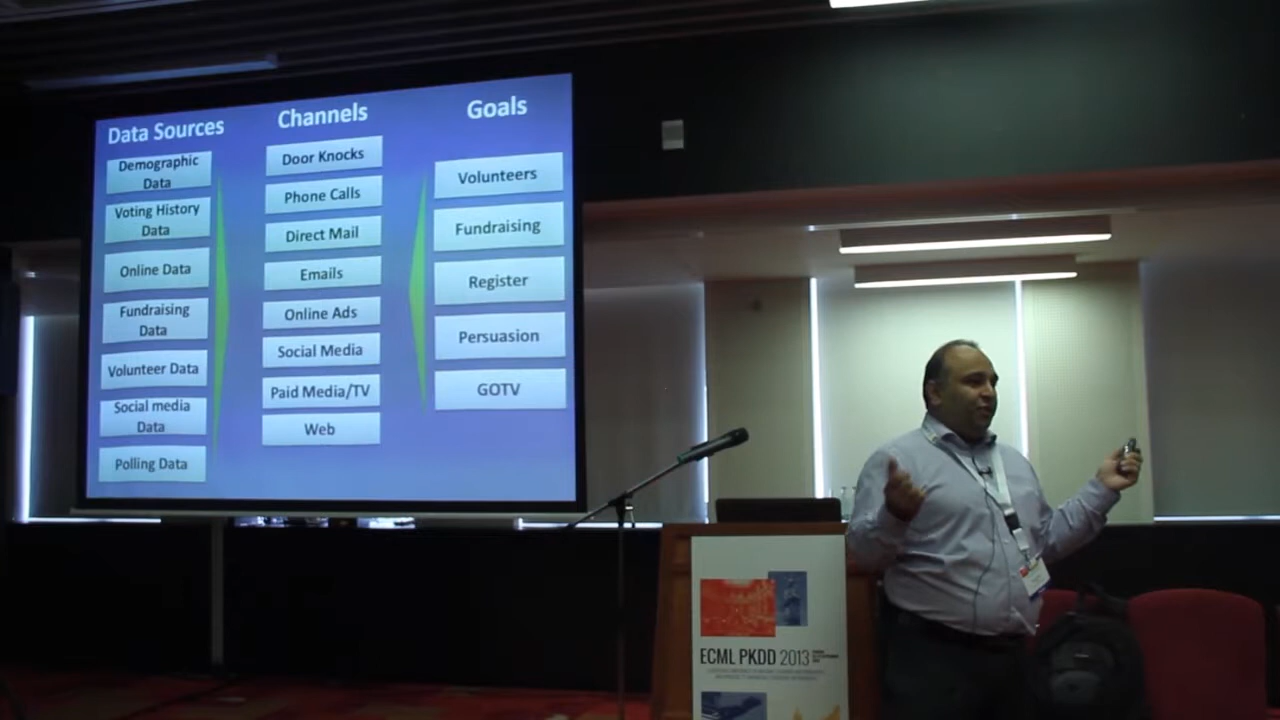 Data Sources
Demographic
Data
Voting History
Data
Online Data
Fundraising
Data
Volunteer Data
Social media
Data
Polling Data
Channels
Door Knocks
Phone Calls
Direct Mail
Emails
Online Ads
Social Media
Paid Media/TV
Web
Goals
Volunteers
Fundraising
Register
Persuasion
GOTV
ECML PKDD 2013